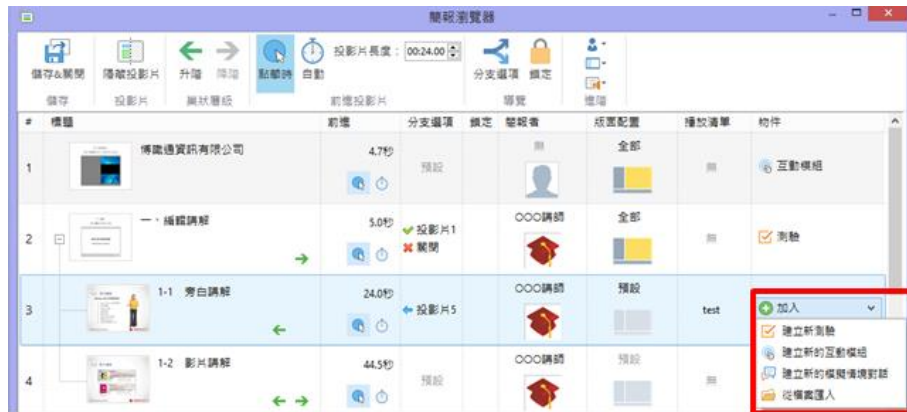 簡報瀏覽器
投影片長度： 00:24.00
儲存&關閉 隱藏投影片 升階 降階 點擊時 自動 分支選項 鎖定
儲存 投影片 巢狀層級 前進投影片 導覽 進階
# 標題 前進 分支選項 鎖定 簡報者 版面配置 播放清單 物件
1 博識通資訊有限公司 4.7秒 預設 無 全部 無 互動模組
2 一、編輯講解 5.0秒 投影片1 OOO講師 全部 無 測驗
關閉
3 1-1 旁白講解 24.0秒 投影片5 OOO講師 預設 test 加入
建立新測驗
建立新的互動模組
建立新的模擬情境對話
從檔案匯入
4 1-2 影片講解 44.5秒 預設 OOO講師 預設 無